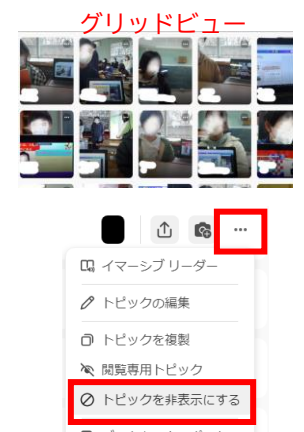 グリッドビュー
イマーシブ リーダー
トピックの編集
トピックを複製
閲覧専用トピック
トピックを非表示にする